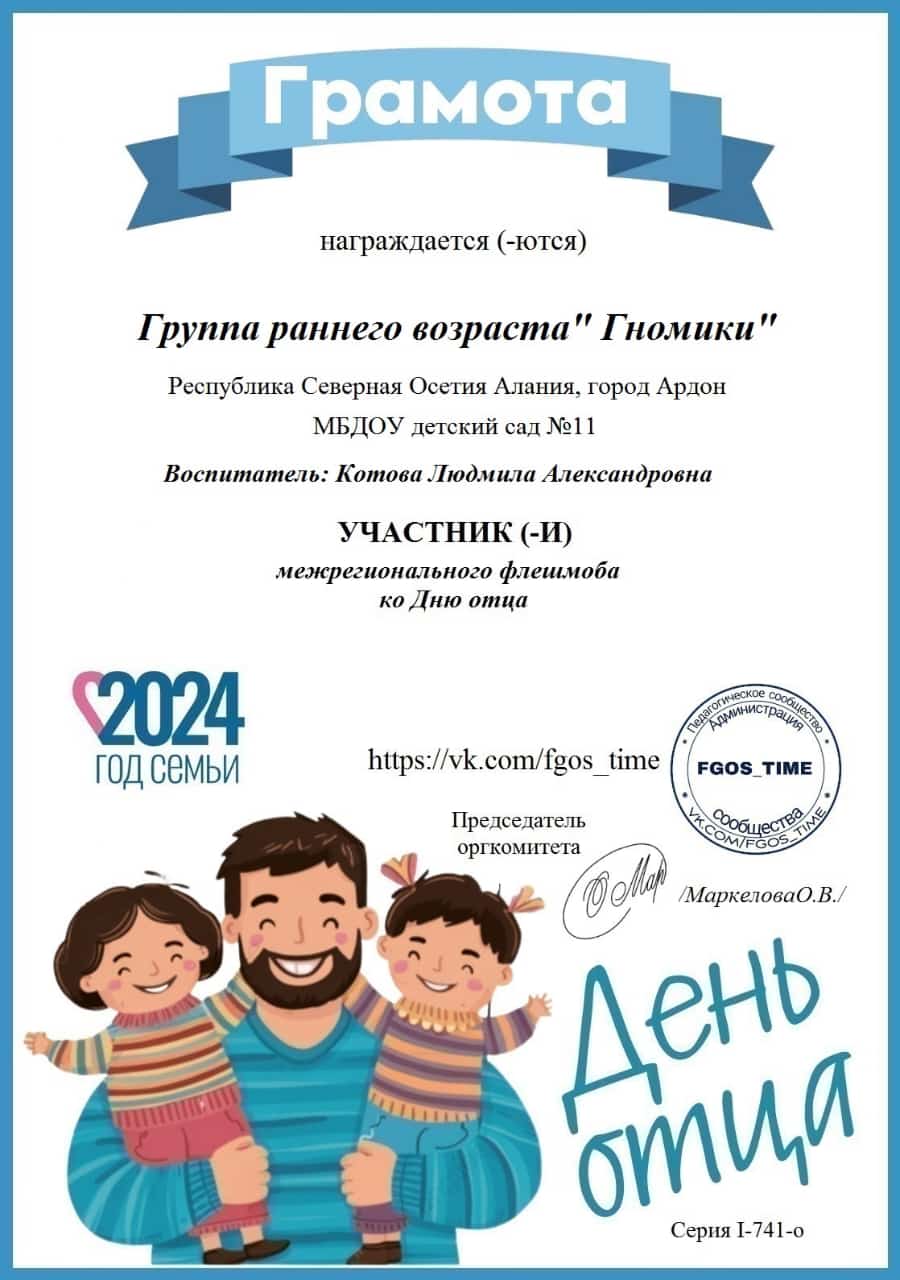 Грамота
награждается (-ются)
Группа раннего возраста" Гномики"
Республика Северная Осетия Алания, город Ардон
МБДОУ детский сад №11
Воспитатель: Котова Людмила Александровна
УЧАСТНИК (-И)
межрегионального флешмоба
ко Дню отца
2024
ГОД СЕМЬИ
https://vk.com/fgos_time
Педагогическое сообщество
Администрация
FGOS_TIME
сообщества
VK.COM/FGOS_TIME
Председатель
оргкомитета
О Мар
/МаркеловаО.В./
День
отца
Серия I-741-о